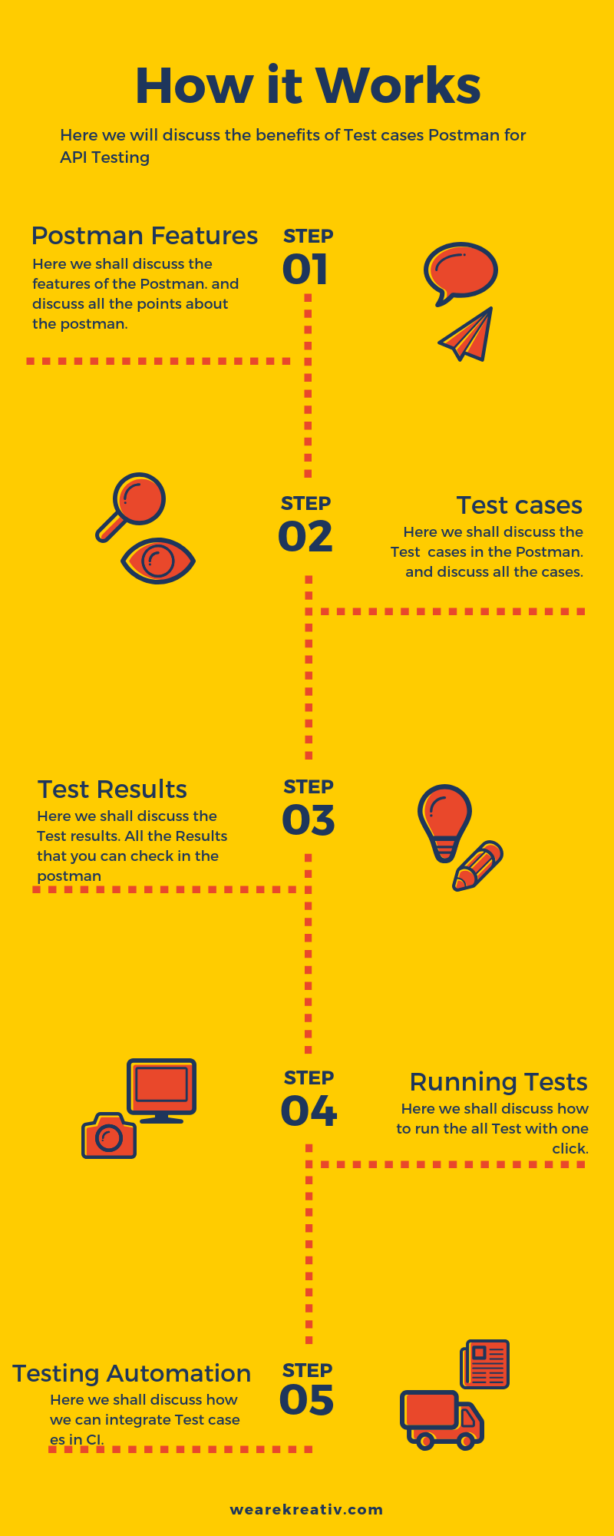 How it Works
Here we will discuss the benefits of Test cases Postman for
API Testing
Postman Features
Here we shall discuss the
features of the Postman. and
discuss all the points about
the postman.
STEP
01
STEP
02
Test cases
Here we shall discuss the
Test  cases in the Postman.
and discuss all the cases.
Test Results
Here we shall discuss the
Test results. All the Results
that you can check in the
postman
STEP
03
STEP
04
Running Tests
Here we shall discuss how
to run the all Test with one
click.
Testing Automation
Here we shall discuss how
we can integrate Test case
es in CI.
STEP
05
wearekreativ.com